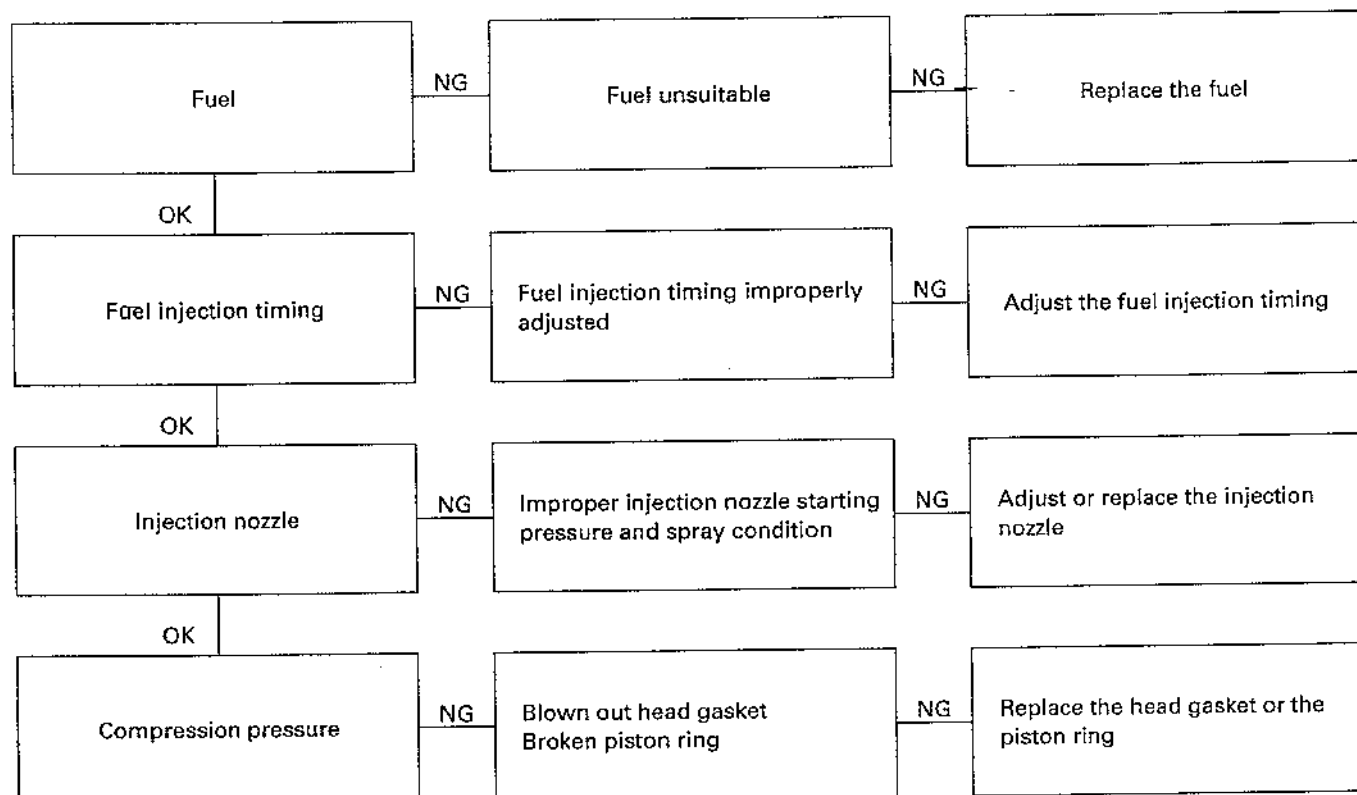 Fuel
NG
Fuel unsuitable
NG
Replace the fuel
OK
Fuel injection timing
NG
Fuel injection timing improperly
adjusted
NG
Adjust the fuel injection timing
OK
Injection nozzle
NG
Improper injection nozzle starting
pressure and spray condition
NG
Adjust or replace the injection
nozzle
OK
Compression pressure
NG
Blown out head gasket
Broken piston ring
NG
Replace the head gasket or the
piston ring